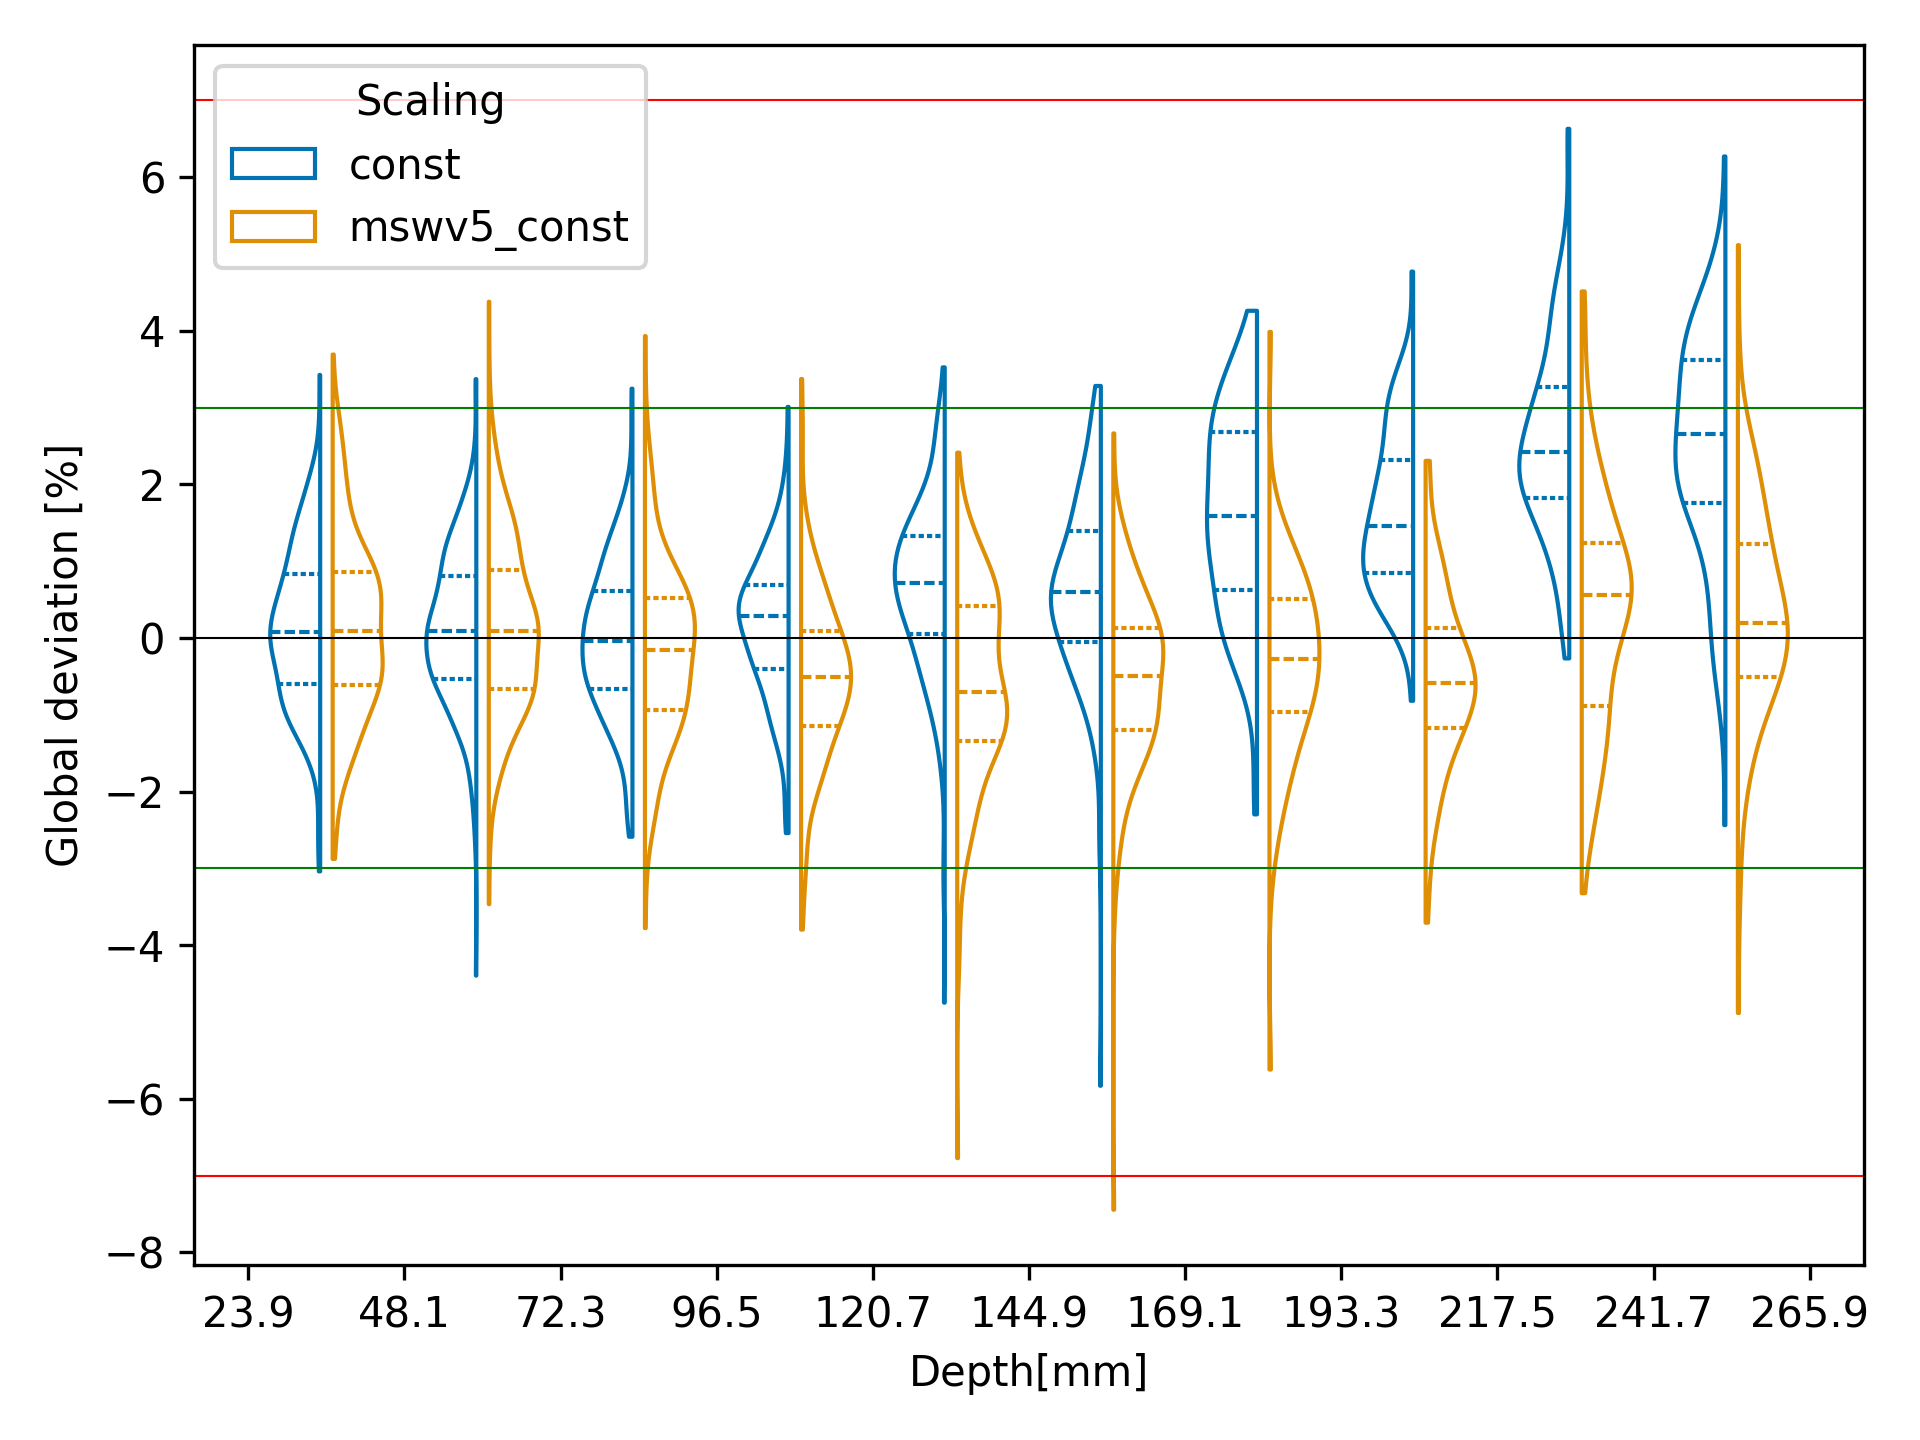 Scaling
const
mswv5_const
6
4
2
0
−2
−4
−6
−8
Global deviation [%]
23.9 48.1 72.3 96.5 120.7 144.9 169.1 193.3 217.5 241.7 265.9
Depth[mm]